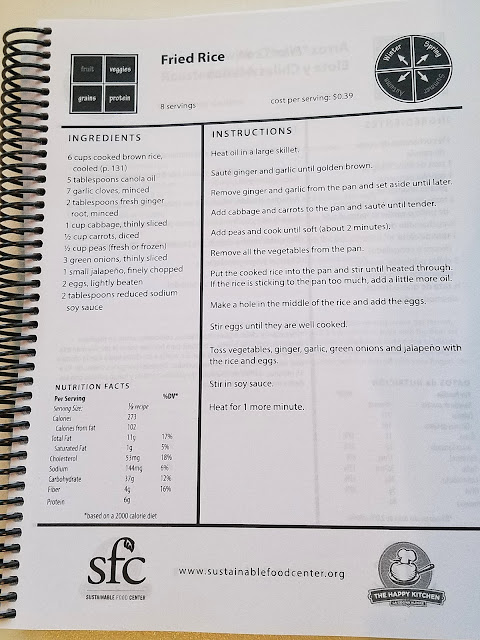 fruit
veggies
grains
protein
Fried Rice
8 servings
cost per serving: $0.39
Winter
Spring
Summer
Autumn
INGREDIENTS
6 cups cooked brown rice,
cooled (p. 131)
5 tablespoons canola oil
7 garlic cloves, minced
2 tablespoons fresh ginger
root, minced
1 cup cabbage, thinly sliced
½ cup carrots, diced
½ cup peas (fresh or frozen)
3 green onions, thinly sliced
1 small jalapeño, finely chopped
2 eggs, lightly beaten
2 tablespoons reduced sodium
soy sauce
INSTRUCTIONS
Heat oil in a large skillet.
Sauté ginger and garlic until golden brown.
Remove ginger and garlic from the pan and set aside until later.
Add cabbage and carrots to the pan and sauté until tender.
Add peas and cook until soft (about 2 minutes).
Remove all the vegetables from the pan.
Put the cooked rice into the pan and stir until heated through.
If the rice is sticking to the pan too much, add a little more oil.
Make a hole in the middle of the rice and add the eggs.
Stir eggs until they are well cooked.
Toss vegetables, ginger, garlic, green onions and jalapeño with
the rice and eggs.
Stir in soy sauce.
Heat for 1 more minute.
NUTRITION FACTS
Per Serving %DV*
Serving Size: ⅛ recipe
Calories 273
Calories from fat 102
Total Fat 11g 17%
Saturated Fat 1g 5%
Cholesterol 53mg 18%
Sodium 144mg 6%
Carbohydrate 37g 12%
Fiber 4g 16%
Protein 6g
*based on a 2000 calorie diet
sfc
SUSTAINABLE FOOD CENTER
www.sustainablefoodcenter.org
THE HAPPY KITCHEN